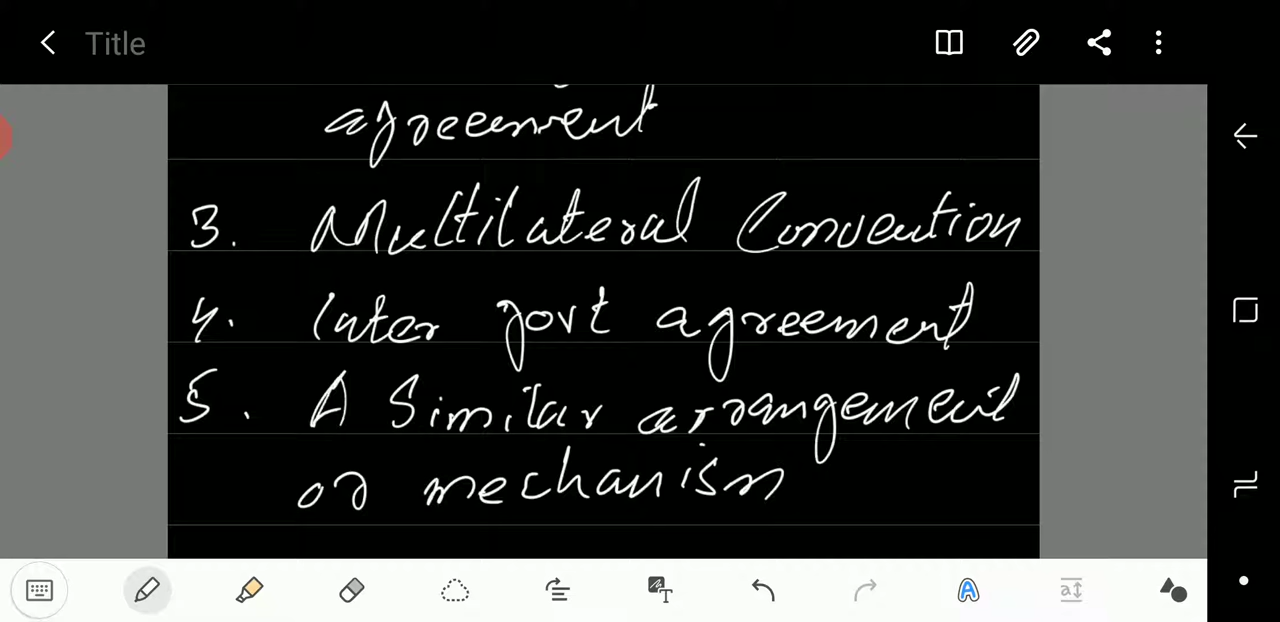 Title
agreement
3. Multilateral Convention
4. Inter govt agreement
5. A Similar arrangement
or mechanism